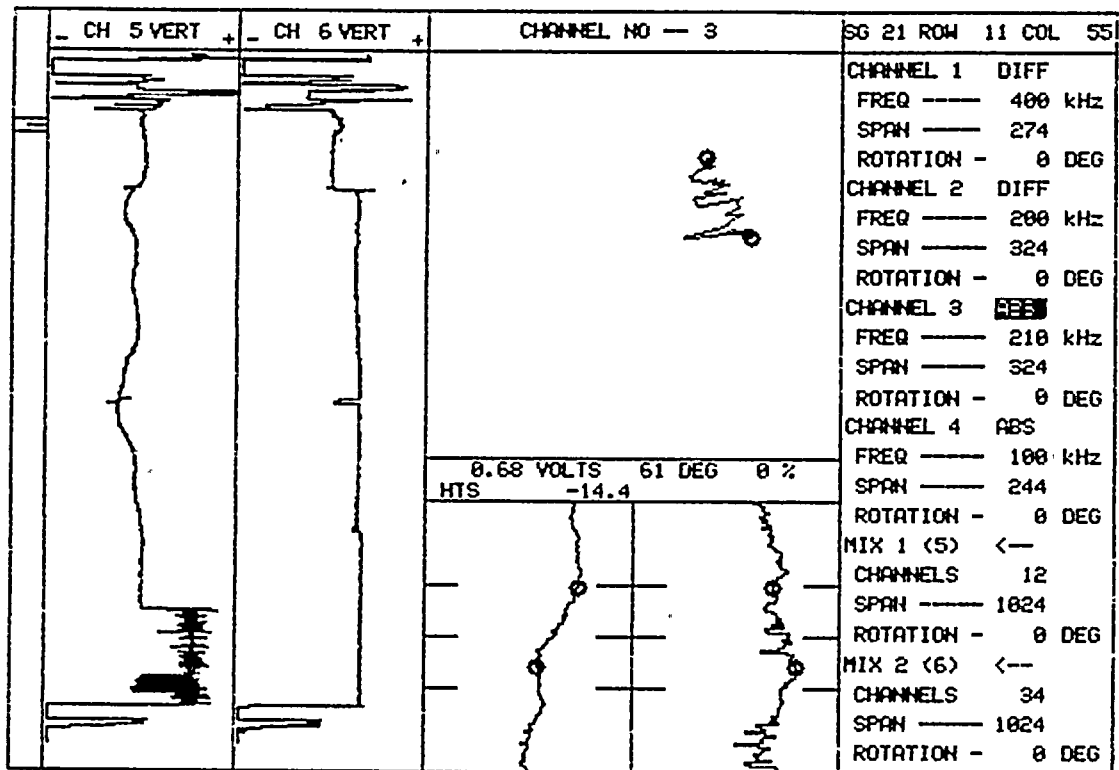 - CH 5 VERT +
- CH 6 VERT +
CHANNEL NO -- 3
0.68 VOLTS 61 DEG 0 %
HTS -14.4
SG 21 ROW 11 COL 55
CHANNEL 1 DIFF
FREQ ---- 400 kHz
SPAN ---- 274
ROTATION - 0 DEG
CHANNEL 2 DIFF
FREQ ---- 200 kHz
SPAN ---- 324
ROTATION - 0 DEG
CHANNEL 3 ABS
FREQ ---- 210 kHz
SPAN ---- 324
ROTATION - 0 DEG
CHANNEL 4 ABS
FREQ ---- 100 kHz
SPAN ---- 244
ROTATION - 0 DEG
MIX 1 (5) <--
CHANNELS 12
SPAN ---- 1024
ROTATION - 0 DEG
MIX 2 (6) <--
CHANNELS 34
SPAN ---- 1024
ROTATION - 0 DEG